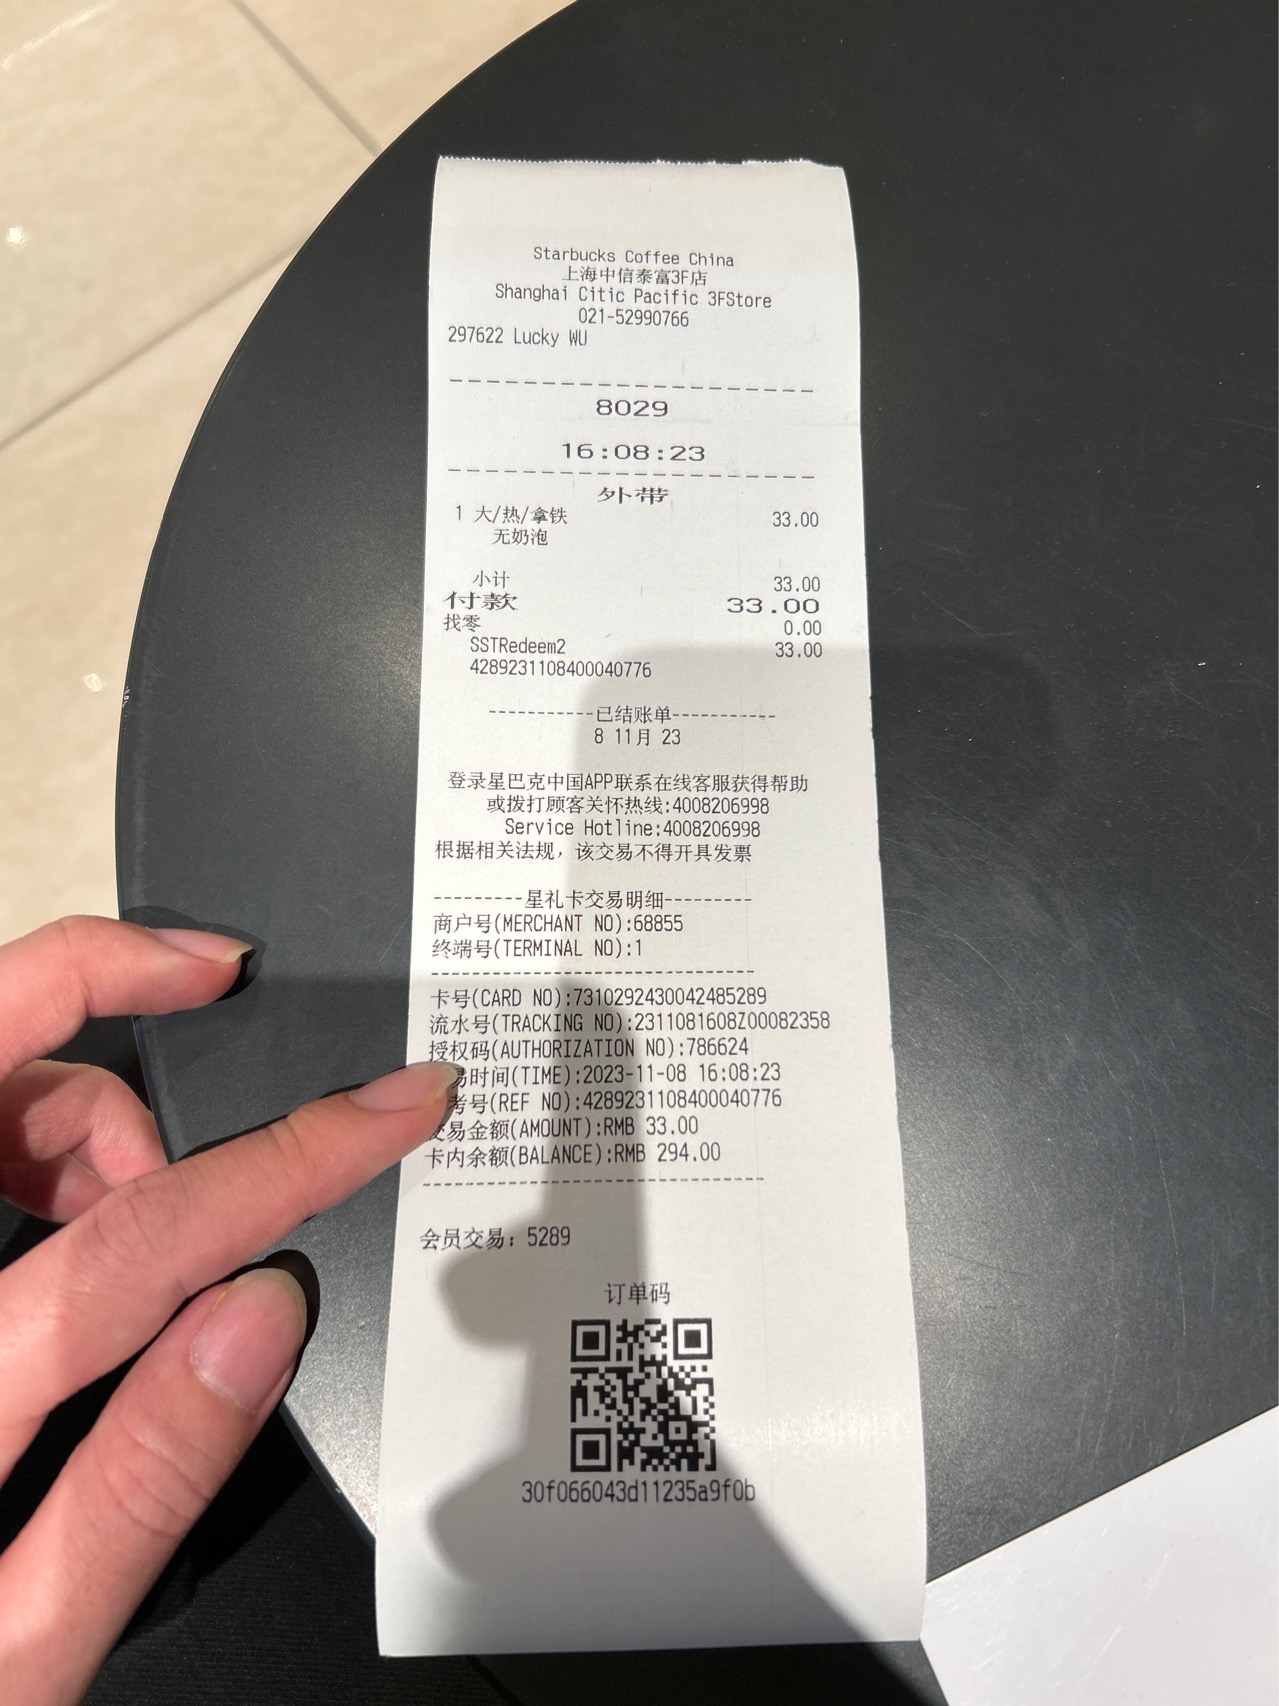 Starbucks Coffee China
上海中信泰富3F店
Shanghai Citic Pacific 3FStore
021-52990766
297622 Lucky WU
8029
16:08:23
外带
1 大/热/拿铁 33.00
无奶泡
小计 33.00
付款 33.00
找零 0.00
SSTRedeem2 33.00
4289231108400040776
-----------已结账单-----------
8 11月 23
登录星巴克中国APP联系在线客服获得帮助
或拨打顾客关怀热线:4008206998
Service Hotline:4008206998
根据相关法规，该交易不得开具发票
---------星礼卡交易明细---------
商户号(MERCHANT NO):68855
终端号(TERMINAL NO):1
卡号(CARD NO):7310292430042485289
流水号(TRACKING NO):2311081608Z00082358
授权码(AUTHORIZATION NO):786624
易时间(TIME):2023-11-08 16:08:23
考号(REF NO):4289231108400040776
交易金额(AMOUNT):RMB 33.00
卡内余额(BALANCE):RMB 294.00
会员交易: 5289
订单码
30f066043d11235a9f0b